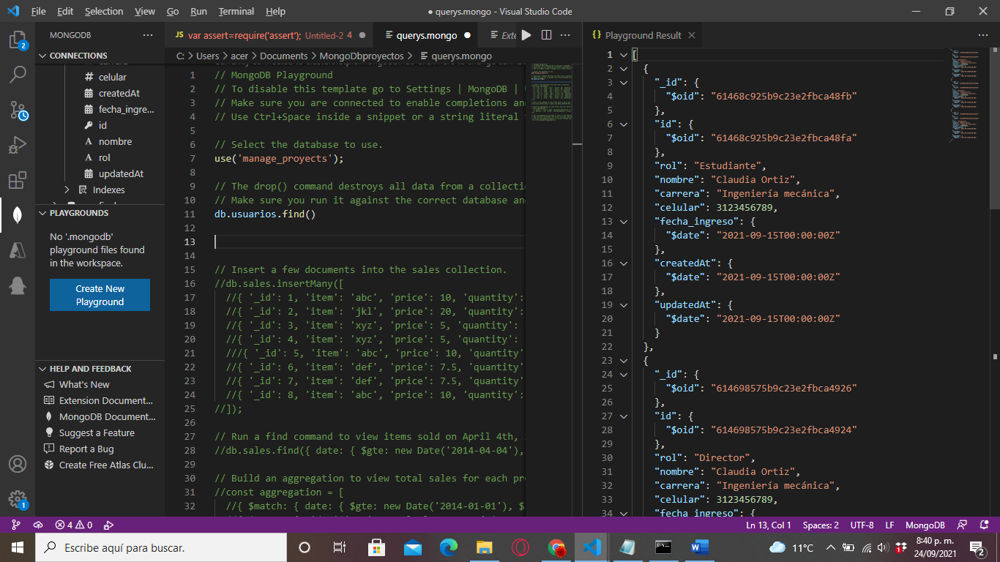 File Edit Selection View Go Run Terminal Help
● querys.mongo - Visual Studio Code
2
1
MONGODB
CONNECTIONS
celular
createdAt
fecha_ingre...
id
nombre
rol
updatedAt
Indexes
PLAYGROUNDS
No '.mongodb'
playground files found
in the workspace.
Create New
Playground
HELP AND FEEDBACK
What's New
Extension Document...
MongoDB Document...
Suggest a Feature
Report a Bug
Create Free Atlas Clu...
JS var assert=require('assert'); Untitled-2 4 ●
querys.mongo ●
Exte
C: > Users > acer > Documents > MongoDbproyectos > querys.mongo
1 // MongoDB Playground
2 // To disable this template go to Settings | MongoDB |
3 // Make sure you are connected to enable completions and
4 // Use Ctrl+Space inside a snippet or a string literal
5
6 // Select the database to use.
7 use('manage_proyects');
8
9 // The drop() command destroys all data from a collecti
10 // Make sure you run it against the correct database and
11 db.usuarios.find()
12
13
14
15 // Insert a few documents into the sales collection.
16 //db.sales.insertMany([
17 //{ '_id': 1, 'item': 'abc', 'price': 10, 'quantity':
18 //{ '_id': 2, 'item': 'jkl', 'price': 20, 'quantity':
19 //{ '_id': 3, 'item': 'xyz', 'price': 5, 'quantity':
20 //{ '_id': 4, 'item': 'xyz', 'price': 5, 'quantity':
21 ///{ '_id': 5, 'item': 'abc', 'price': 10, 'quantity'
22 //{ '_id': 6, 'item': 'def', 'price': 7.5, 'quantity'
23 //{ '_id': 7, 'item': 'def', 'price': 7.5, 'quantity'
24 //{ '_id': 8, 'item': 'abc', 'price': 10, 'quantity':
25 //]);
26
27 // Run a find command to view items sold on April 4th,
28 //db.sales.find({ date: { $gte: new Date('2014-04-04'),
29
30 // Build an aggregation to view total sales for each pr
31 //const aggregation = [
32 //{ $match: { date: { $gte: new Date('2014-01-01'), $
{} Playground Result
1 [
2 {
3 "_id": {
4 "$oid": "61468c925b9c23e2fbca48fb"
5 },
6 "id": {
7 "$oid": "61468c925b9c23e2fbca48fa"
8 },
9 "rol": "Estudiante",
10 "nombre": "Claudia Ortiz",
11 "carrera": "Ingeniería mecánica",
12 "celular": 3123456789,
13 "fecha_ingreso": {
14 "$date": "2021-09-15T00:00:00Z"
15 },
16 "createdAt": {
17 "$date": "2021-09-15T00:00:00Z"
18 },
19 "updatedAt": {
20 "$date": "2021-09-15T00:00:00Z"
21 }
22 },
23 {
24 "_id": {
25 "$oid": "614698575b9c23e2fbca4926"
26 },
27 "id": {
28 "$oid": "614698575b9c23e2fbca4924"
29 },
30 "rol": "Director",
31 "nombre": "Claudia Ortiz",
32 "carrera": "Ingeniería mecánica",
33 "celular": 3123456789,
34 "fecha_ingreso": {
4 0
Ln 13, Col 1 Spaces: 2 UTF-8 LF MongoDB
Escribe aquí para buscar.
11°C
8:40 p. m.
24/09/2021
2